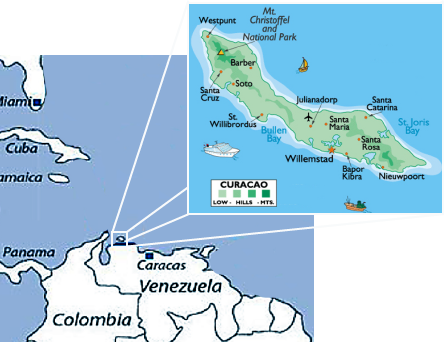 Westpunt
Mt.
Christoffel
and
National Park
Barber
Santa
Cruz
Soto
Julianadorp
Santa
Catarina
St.
Willibrordus
Bullen
Bay
Santa
Maria
St. Joris
Bay
Santa
Rosa
Willemstad
Bapor
Kibra
Nieuwpoort
CURACAO
LOW - HILLS - MTS.
Miami
Cuba
amaica
Panama
Caracas
Venezuela
Colombia